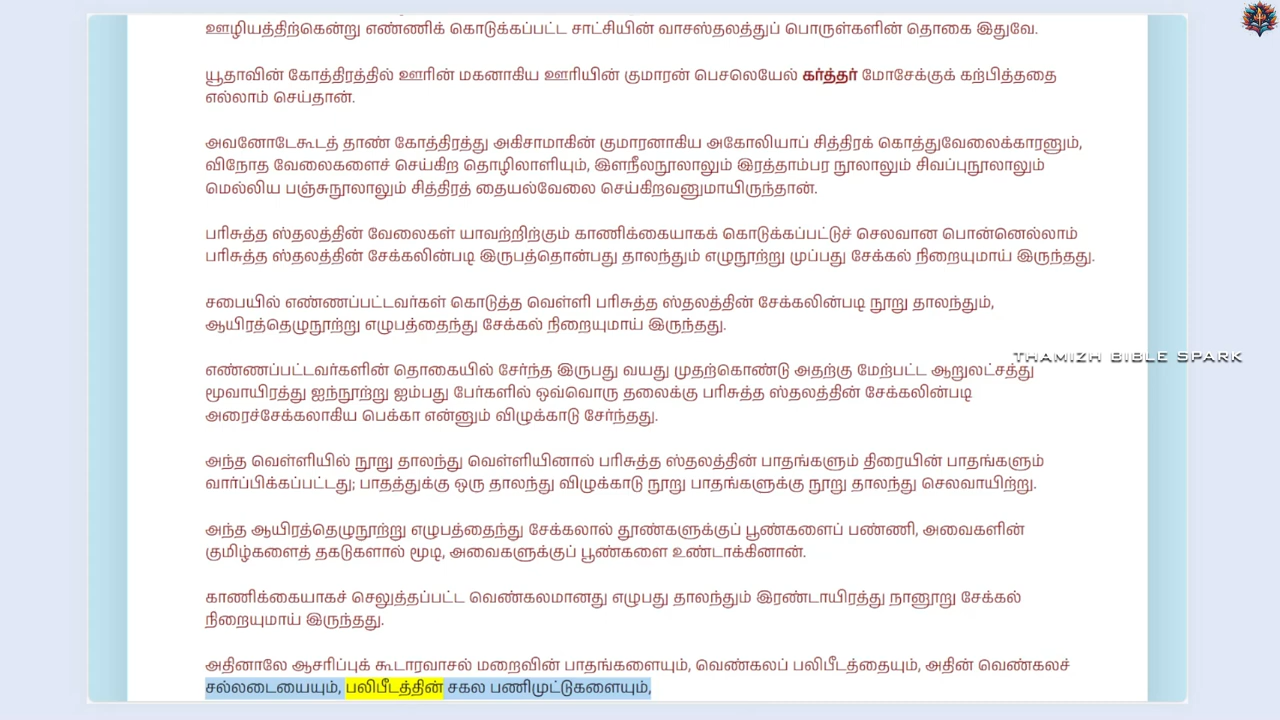 ஊழியத்திற்கென்று எண்ணிக் கொடுக்கப்பட்ட சாட்சியின் வாசஸ்தலத்துப் பொருள்களின் தொகை இதுவே.
யூதாவின் கோத்திரத்தில் ஊரின் மகனாகிய ஊரியின் குமாரன் பெசலெயேல் கர்த்தர் மோசேக்குக் கற்பித்ததை
எல்லாம் செய்தான்.
அவனோடேகூடத் தாண் கோத்திரத்து அகிசாமாகின் குமாரனாகிய அகோலியாப் சித்திரக் கொத்துவேலைக்காரனும்,
விநோத வேலைகளைச் செய்கிற தொழிலாளியும், இளநீலநூலாலும் இரத்தாம்பர நூலாலும் சிவப்புநூலாலும்
மெல்லிய பஞ்சுநூலாலும் சித்திரத் தையல்வேலை செய்கிறவனுமாயிருந்தான்.
பரிசுத்த ஸ்தலத்தின் வேலைகள் யாவற்றிற்கும் காணிக்கையாகக் கொடுக்கப்பட்டுச் செலவான பொன்னெல்லாம்
பரிசுத்த ஸ்தலத்தின் சேக்கலின்படி இருபத்தொன்பது தாலந்தும் எழுநூற்று முப்பது சேக்கல் நிறையுமாய் இருந்தது.
சபையில் எண்ணப்பட்டவர்கள் கொடுத்த வெள்ளி பரிசுத்த ஸ்தலத்தின் சேக்கலின்படி நூறு தாலந்தும்,
ஆயிரத்தெழுநூற்று எழுபத்தைந்து சேக்கல் நிறையுமாய் இருந்தது.
THAMIZH BIBLE SPARK
எண்ணப்பட்டவர்களின் தொகையில் சேர்ந்த இருபது வயது முதற்கொண்டு அதற்கு மேற்பட்ட ஆறுலட்சத்து
மூவாயிரத்து ஐந்நூற்று ஐம்பது பேர்களில் ஒவ்வொரு தலைக்கு பரிசுத்த ஸ்தலத்தின் சேக்கலின்படி
அரைச்சேக்கலாகிய பெக்கா என்னும் விழுக்காடு சேர்ந்தது.
அந்த வெள்ளியில் நூறு தாலந்து வெள்ளியினால் பரிசுத்த ஸ்தலத்தின் பாதங்களும் திரையின் பாதங்களும்
வார்ப்பிக்கப்பட்டது; பாதத்துக்கு ஒரு தாலந்து விழுக்காடு நூறு பாதங்களுக்கு நூறு தாலந்து செலவாயிற்று.
அந்த ஆயிரத்தெழுநூற்று எழுபத்தைந்து சேக்கலால் தூண்களுக்குப் பூண்களைப் பண்ணி, அவைகளின்
குமிழ்களைத் தகடுகளால் மூடி, அவைகளுக்குப் பூண்களை உண்டாக்கினான்.
காணிக்கையாகச் செலுத்தப்பட்ட வெண்கலமானது எழுபது தாலந்தும் இரண்டாயிரத்து நானூறு சேக்கல்
நிறையுமாய் இருந்தது.
அதினாலே ஆசரிப்புக் கூடாரவாசல் மறைவின் பாதங்களையும், வெண்கலப் பலிபீடத்தையும், அதின் வெண்கலச்
சல்லடையையும், பலிபீடத்தின் சகல பணிமுட்டுகளையும்,